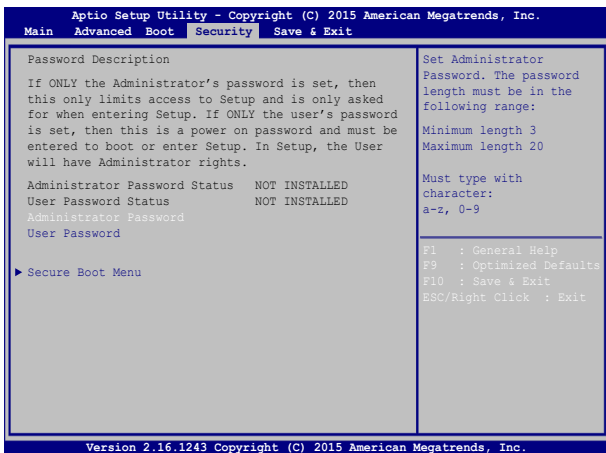 Aptio Setup Utility - Copyright (C) 2015 American Megatrends, Inc.
Main Advanced Boot Security Save & Exit
Password Description
If ONLY the Administrator's password is set, then
this only limits access to Setup and is only asked
for when entering Setup. If ONLY the user's password
is set, then this is a power on password and must be
entered to boot or enter Setup. In Setup, the User
will have Administrator rights.
Administrator Password Status NOT INSTALLED
User Password Status NOT INSTALLED
Administrator Password
User Password
Secure Boot Menu
Set Administrator
Password. The password
length must be in the
following range:
Minimum length 3
Maximum length 20
Must type with
character:
a-z, 0-9
F1 : General Help
F9 : Optimized Defaults
F10 : Save & Exit
ESC/Right Click : Exit
Version 2.16.1243 Copyright (C) 2015 American Megatrends, Inc.